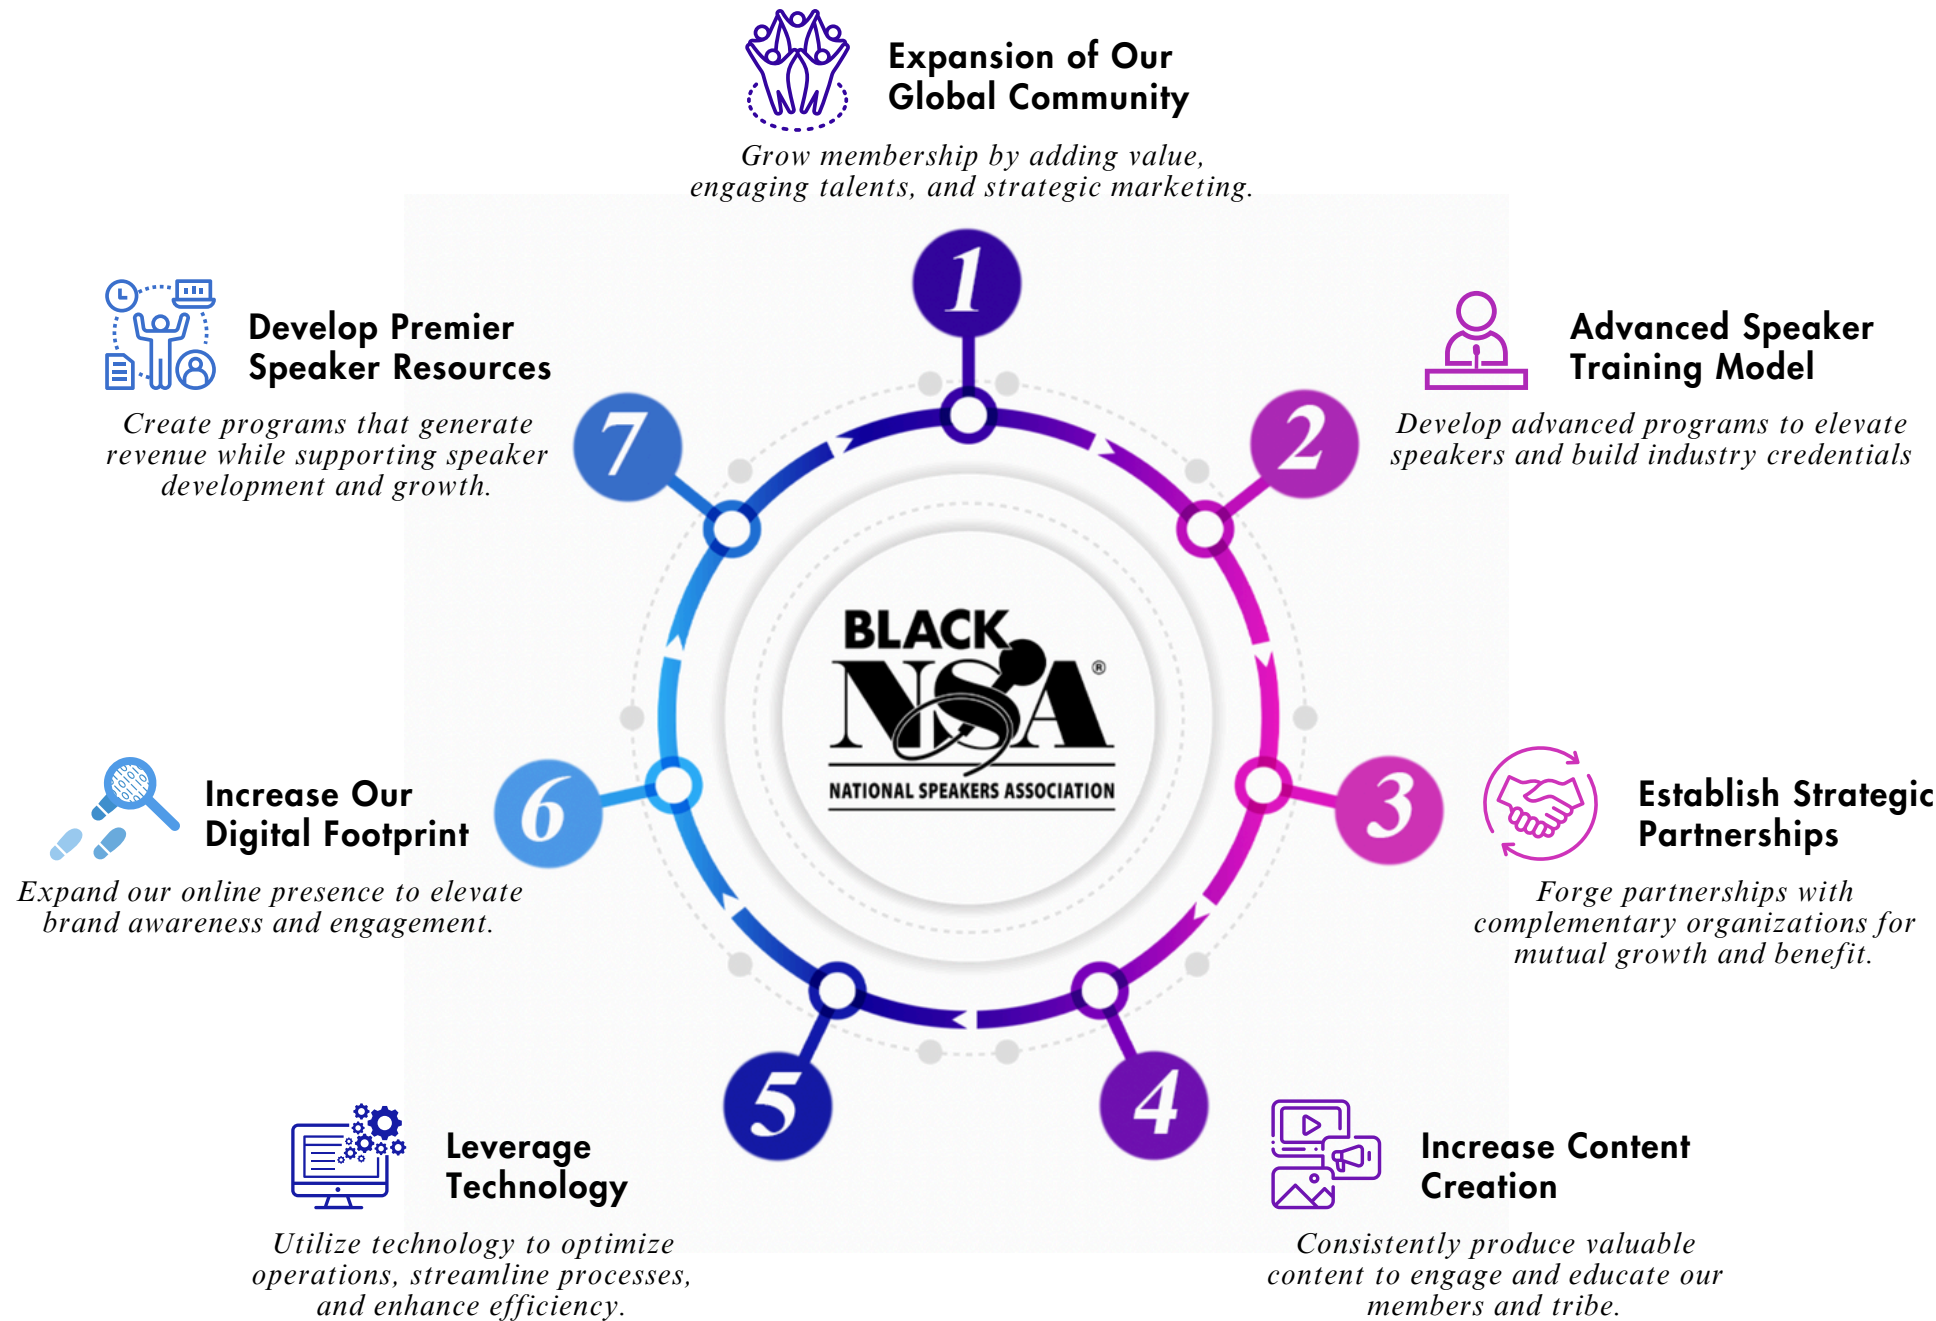 Expansion of Our
Global Community
Grow membership by adding value,
engaging talents, and strategic marketing.
1
Advanced Speaker
Training Model
Develop advanced programs to elevate
speakers and build industry credentials
2
Establish Strategic
Partnerships
Forge partnerships with
complementary organizations for
mutual growth and benefit.
3
Increase Content
Creation
Consistently produce valuable
content to engage and educate our
members and tribe.
4
Leverage
Technology
Utilize technology to optimize
operations, streamline processes,
and enhance efficiency.
5
Increase Our
Digital Footprint
Expand our online presence to elevate
brand awareness and engagement.
6
Develop Premier
Speaker Resources
Create programs that generate
revenue while supporting speaker
development and growth.
7
BLACK
NSA®
NATIONAL SPEAKERS ASSOCIATION